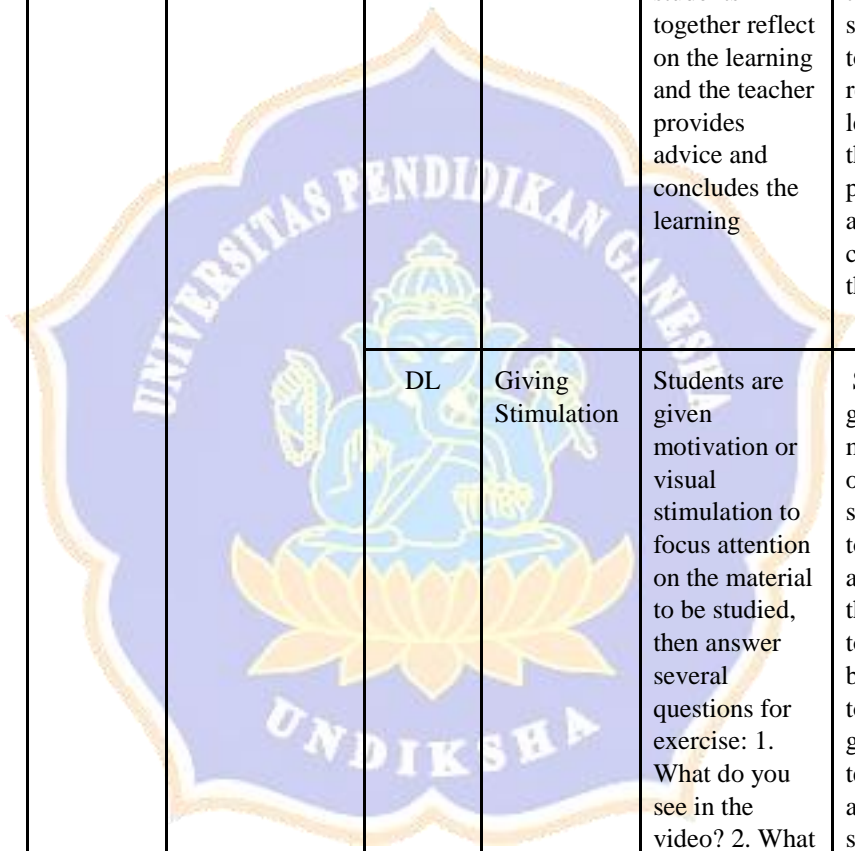 together reflect
on the learning
and the teacher
provides
advice and
concludes the
learning
UNIVERSITAS PENDIDIKAN GANESHA
DL
Giving
Stimulation
Students are
given
motivation or
visual
stimulation to
focus attention
on the material
to be studied,
then answer
several
questions for
exercise: 1.
What do you
see in the
video? 2. What
UNDIKSHA